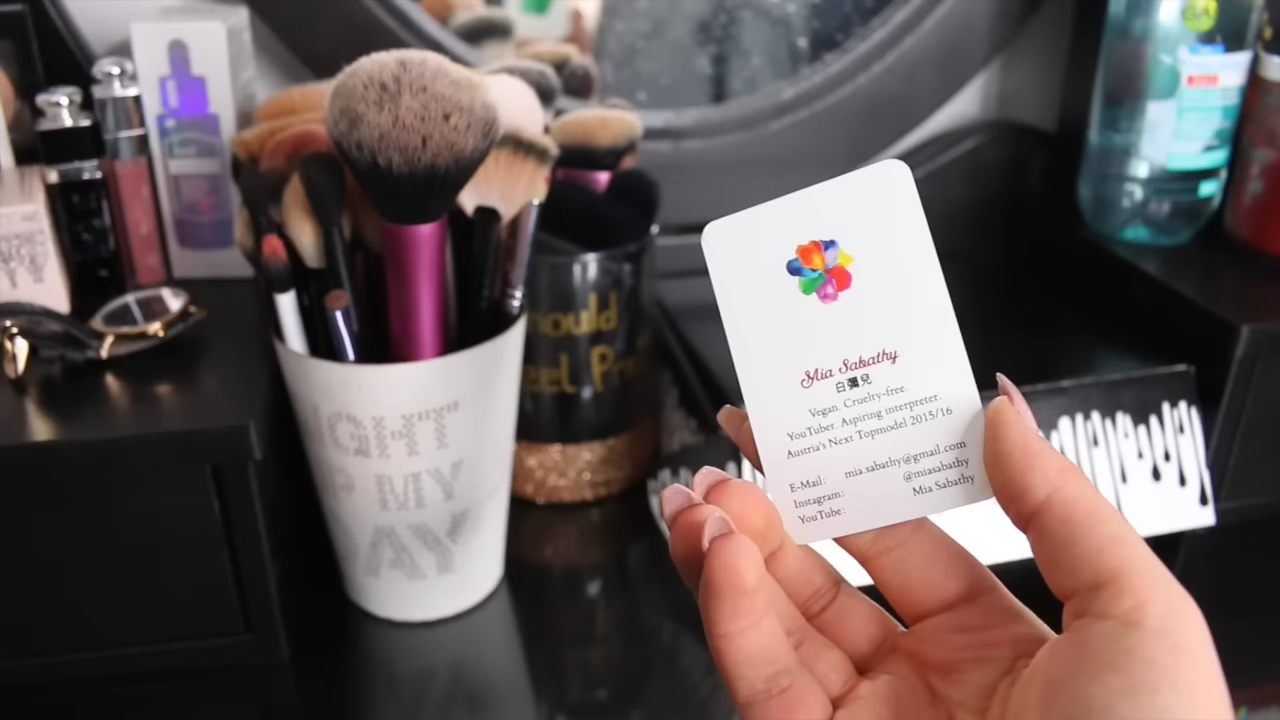 Mia Sabathy
白彌兒
Vegan. Cruelty-free.
YouTuber. Aspiring interpreter.
Austria's Next Topmodel 2015/16
E-Mail: mia.sabathy@gmail.com
Instagram: @miasabathy
YouTube: Mia Sabathy
MY